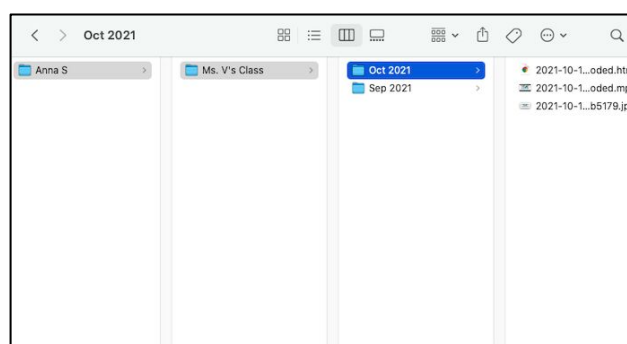 Oct 2021
Anna S
Ms. V's Class
Oct 2021
Sep 2021
2021-10-1...oded.htm
2021-10-1...oded.mp
2021-10-1...b5179.jp